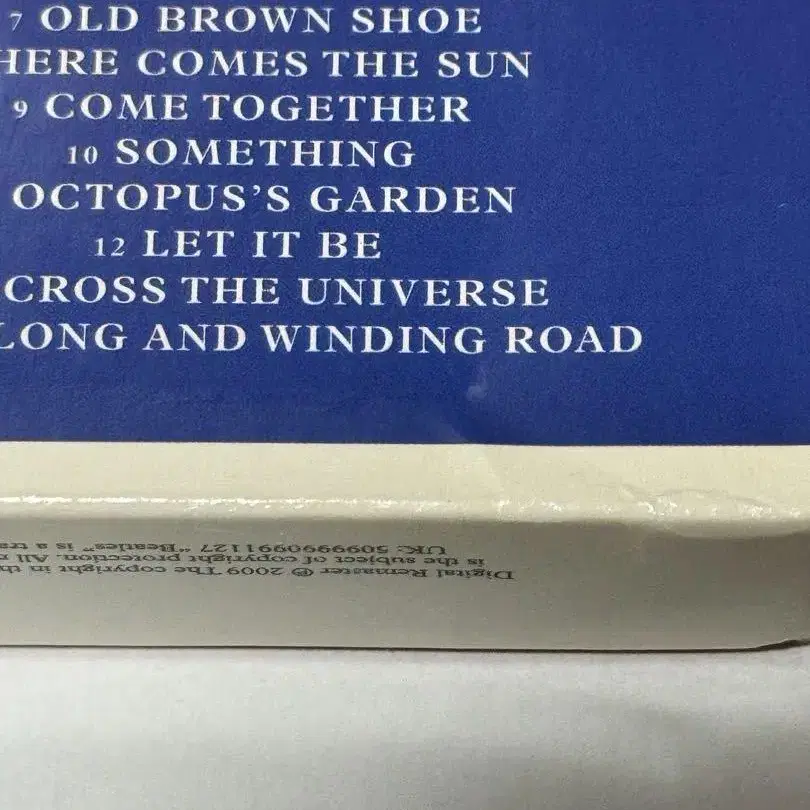 7 OLD BROWN SHOE
HERE COMES THE SUN
9 COME TOGETHER
10 SOMETHING
OCTOPUS'S GARDEN
12 LET IT BE
CROSS THE UNIVERSE
LONG AND WINDING ROAD
Digital Remaster ℗ 2009 The copyright in th
is the subject of copyright protection. All
UK: 5099990991127 "Beatles" is a tra